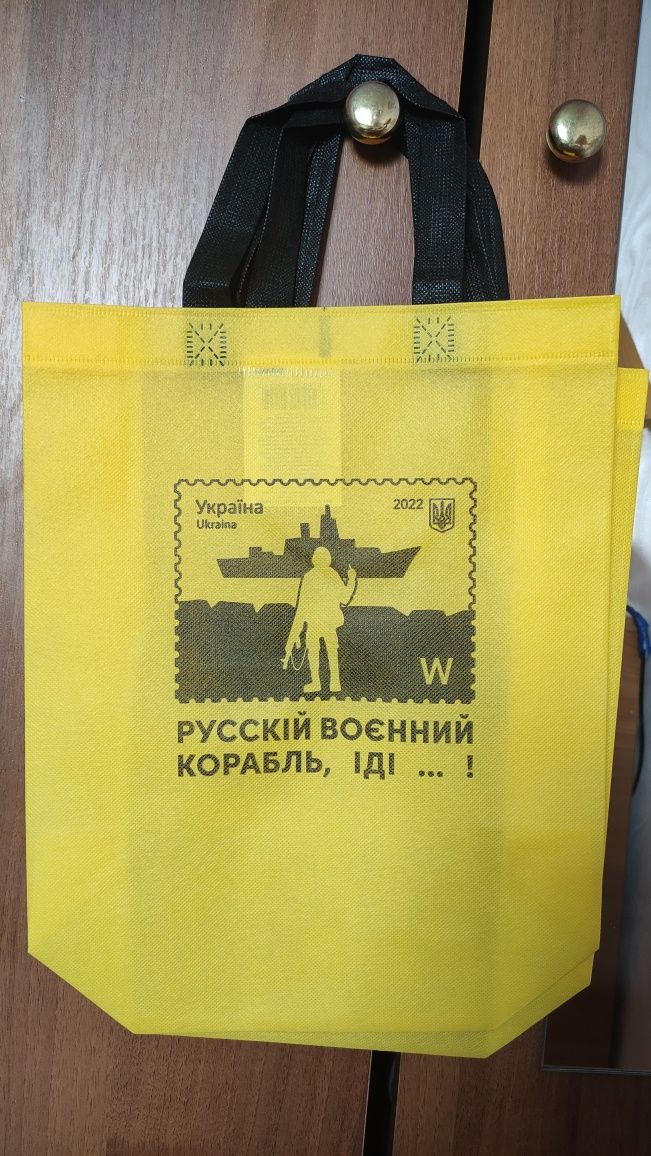 Україна
Ukraina
2022
W
РУССКІЙ ВОЄННИЙ
КОРАБЛЬ, ІДІ ... !